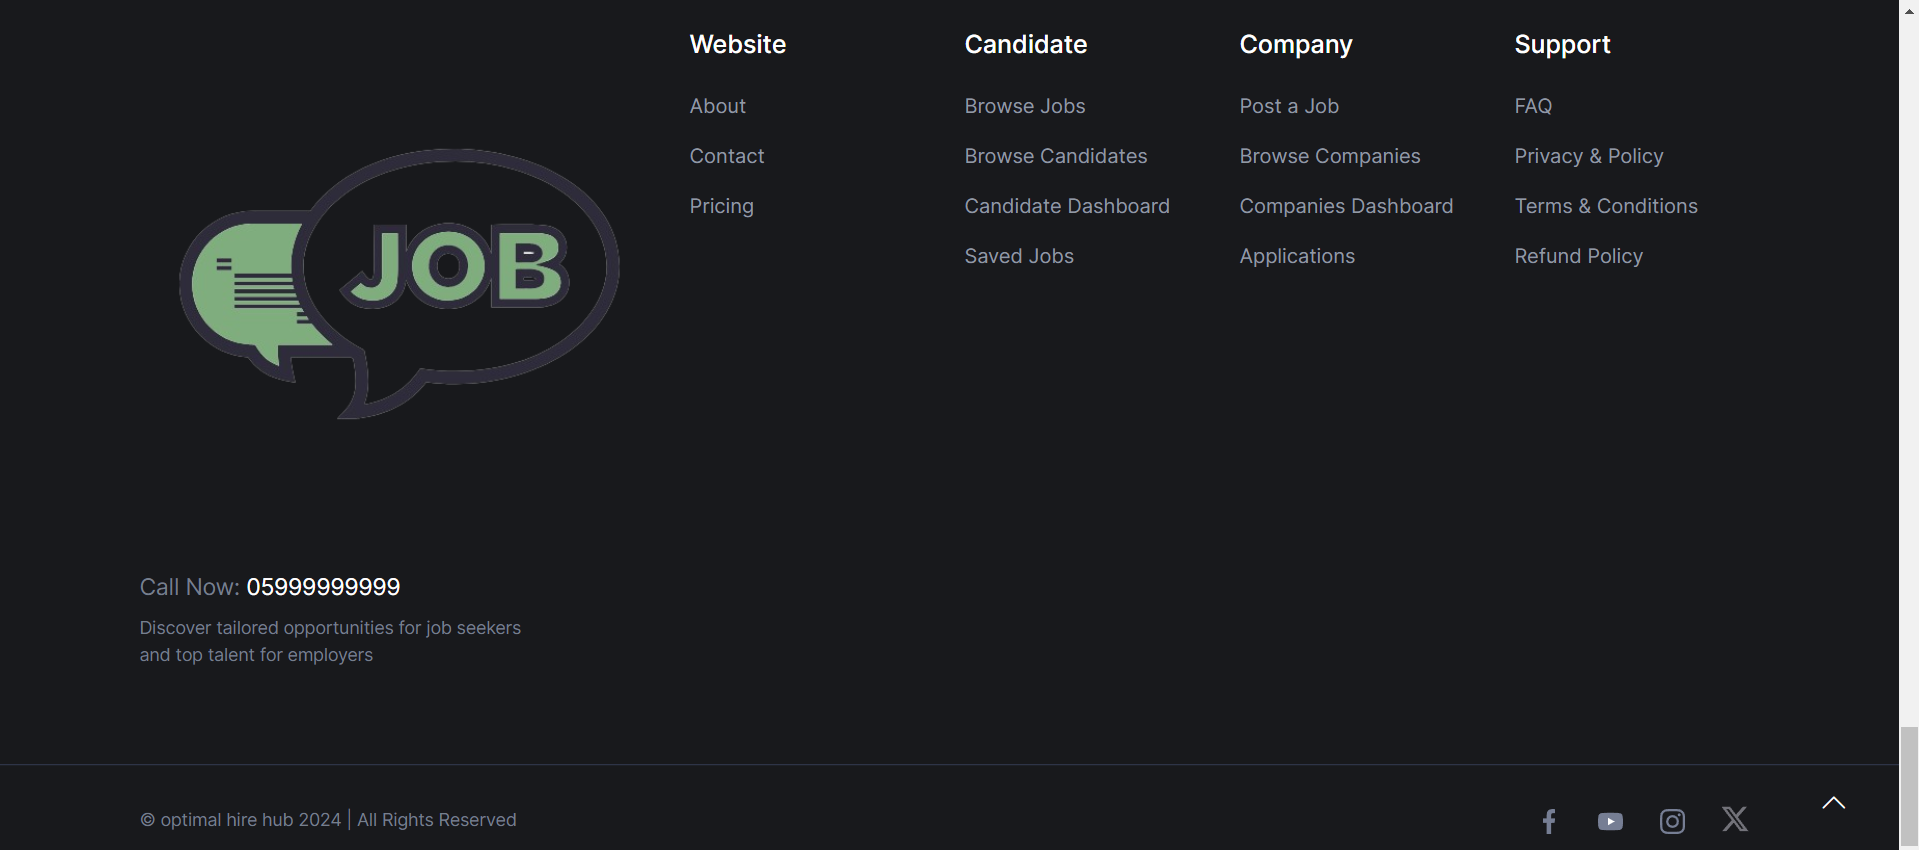 JOB
Call Now: 05999999999
Discover tailored opportunities for job seekers
and top talent for employers
Website
About
Contact
Pricing
Candidate
Browse Jobs
Browse Candidates
Candidate Dashboard
Saved Jobs
Company
Post a Job
Browse Companies
Companies Dashboard
Applications
Support
FAQ
Privacy & Policy
Terms & Conditions
Refund Policy
© optimal hire hub 2024 | All Rights Reserved